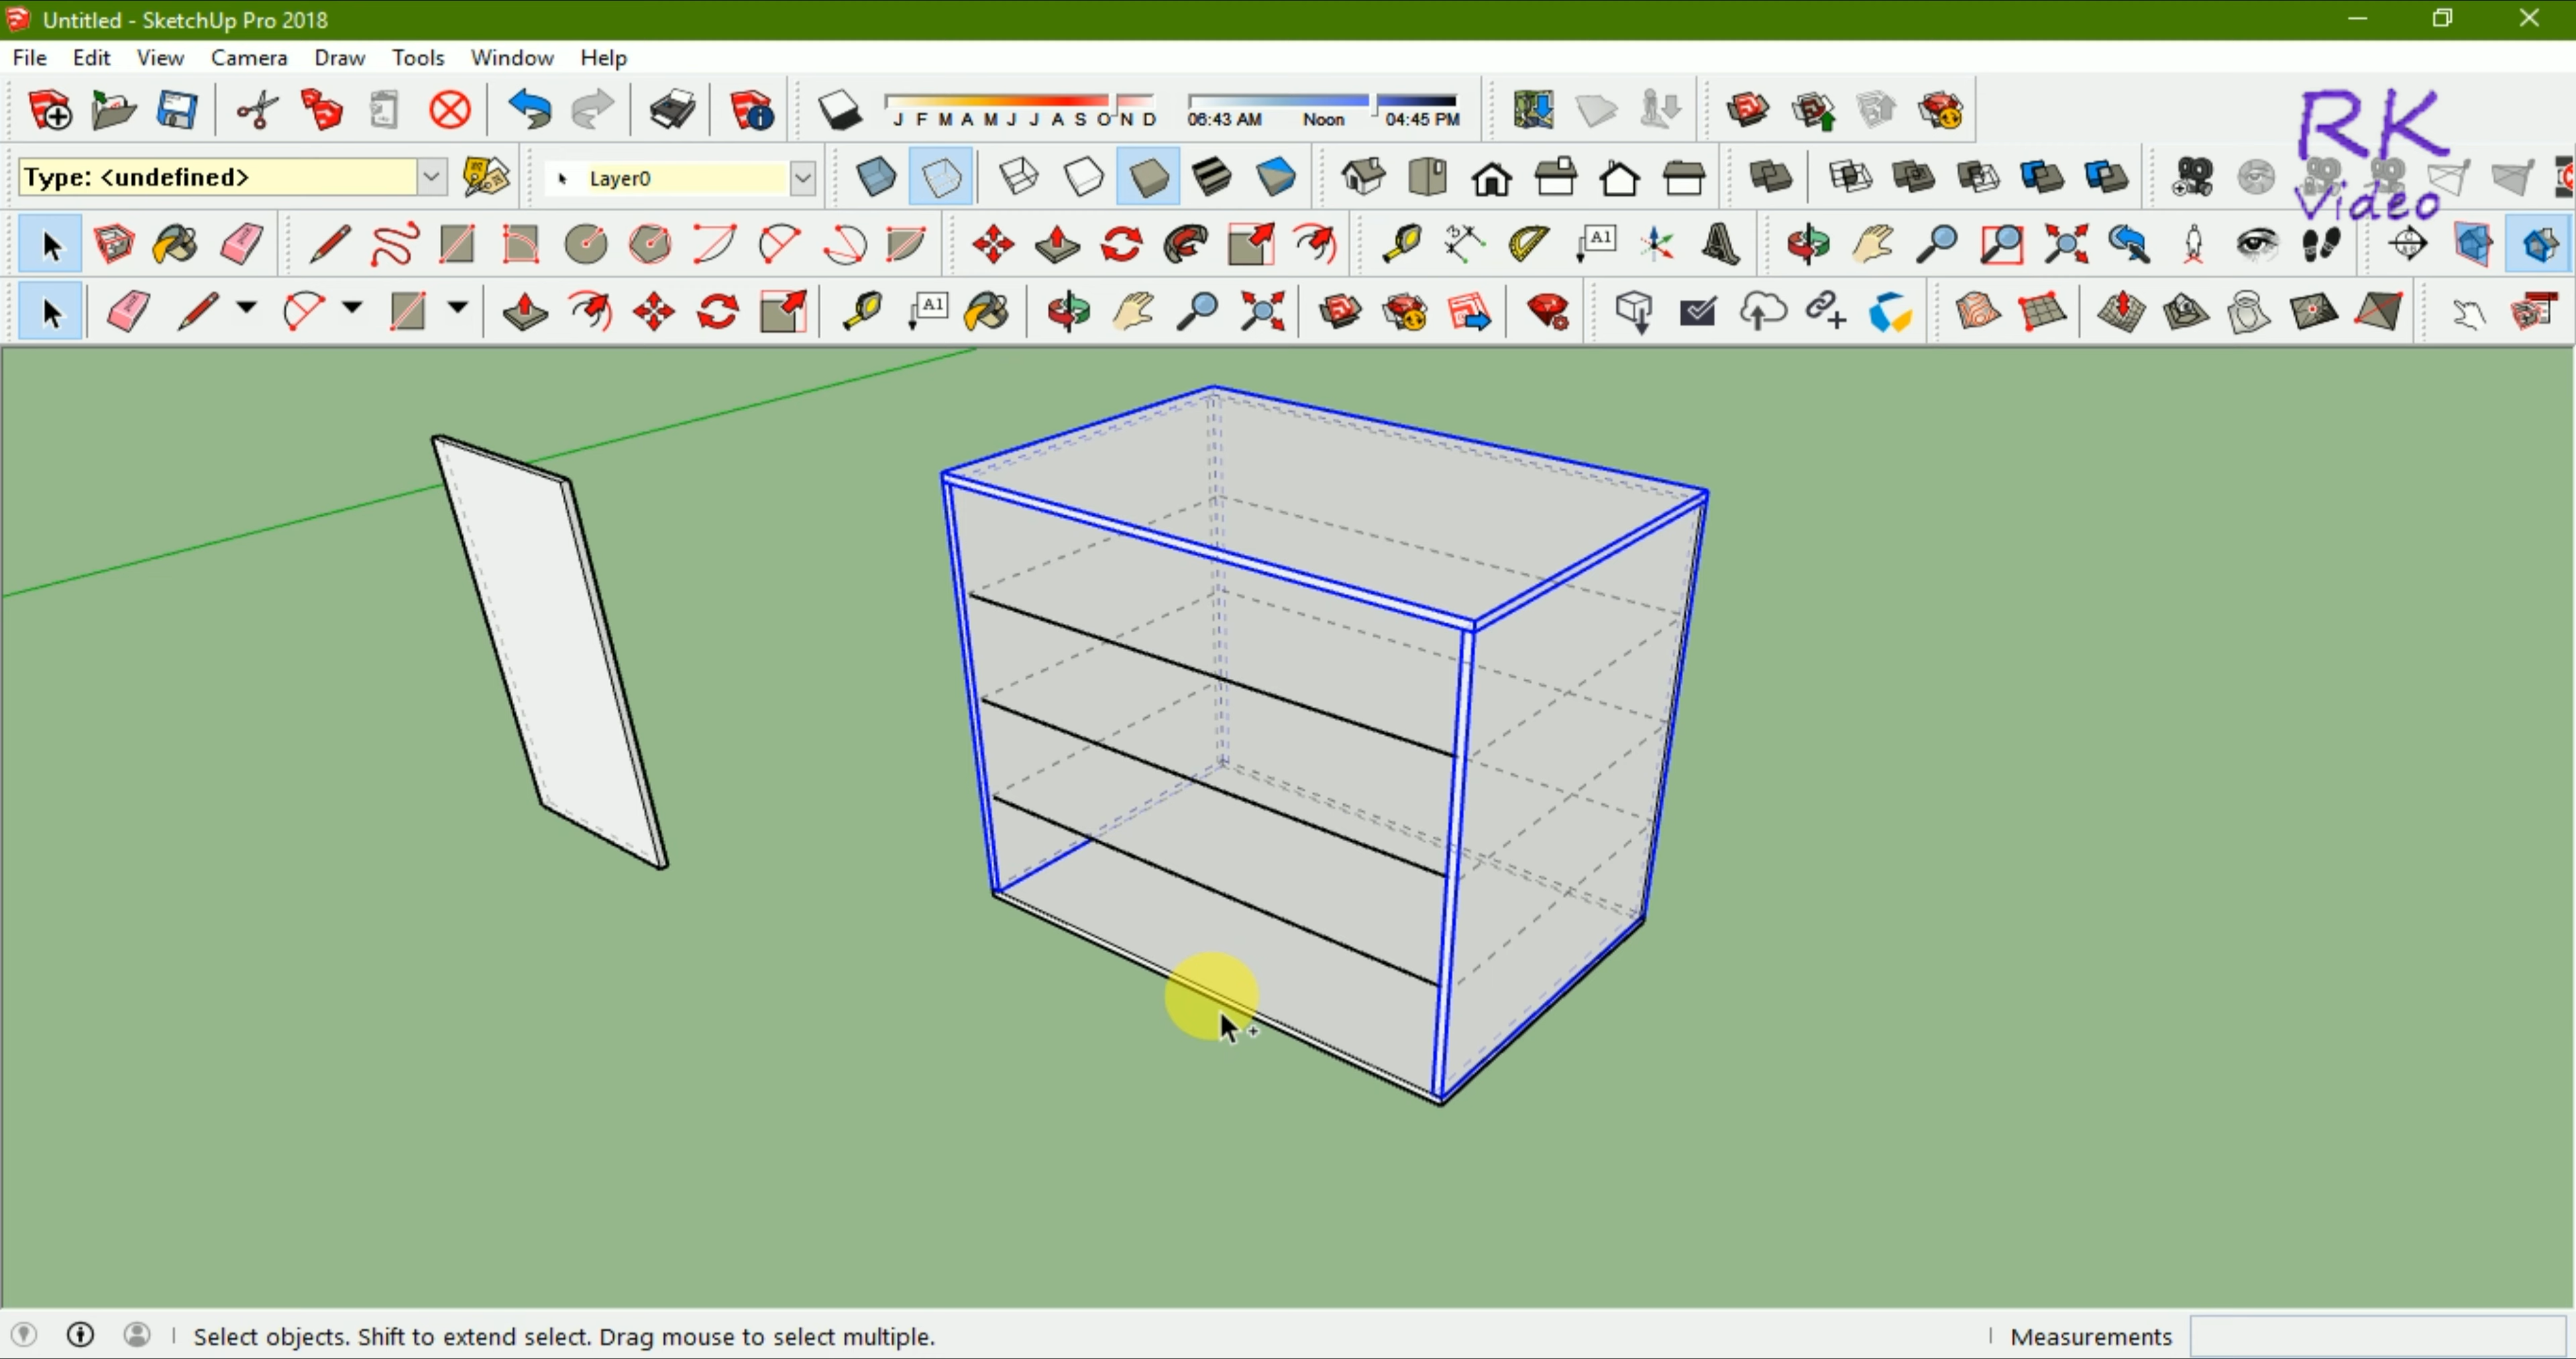 Untitled - SketchUp Pro 2018
File Edit View Camera Draw Tools Window Help
J F M A M J J A S O N D
06:43 AM Noon 04:45 PM
RK
Video
Type: <undefined>
Layer0
A1
A1
Select objects. Shift to extend select. Drag mouse to select multiple.
Measurements